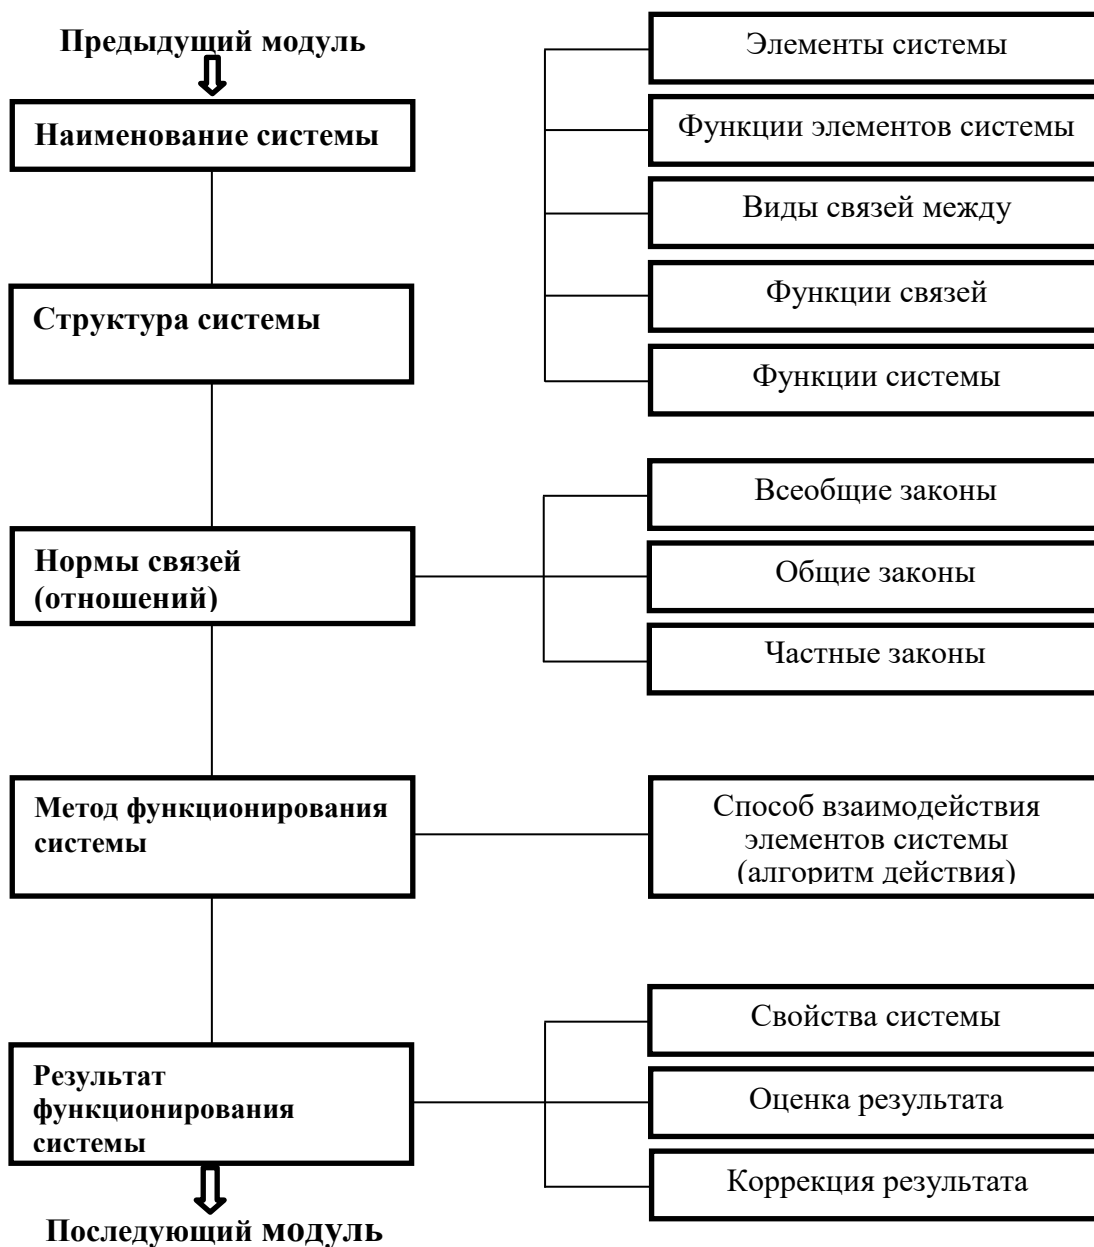 Предыдущий модуль
Наименование системы
Структура системы
Элементы системы
Функции элементов системы
Виды связей между
Функции связей
Функции системы
Нормы связей
(отношений)
Всеобщие законы
Общие законы
Частные законы
Метод функционирования
системы
Способ взаимодействия
элементов системы
(алгоритм действия)
Результат
функционирования
системы
Свойства системы
Оценка результата
Коррекция результата
Последующий модуль